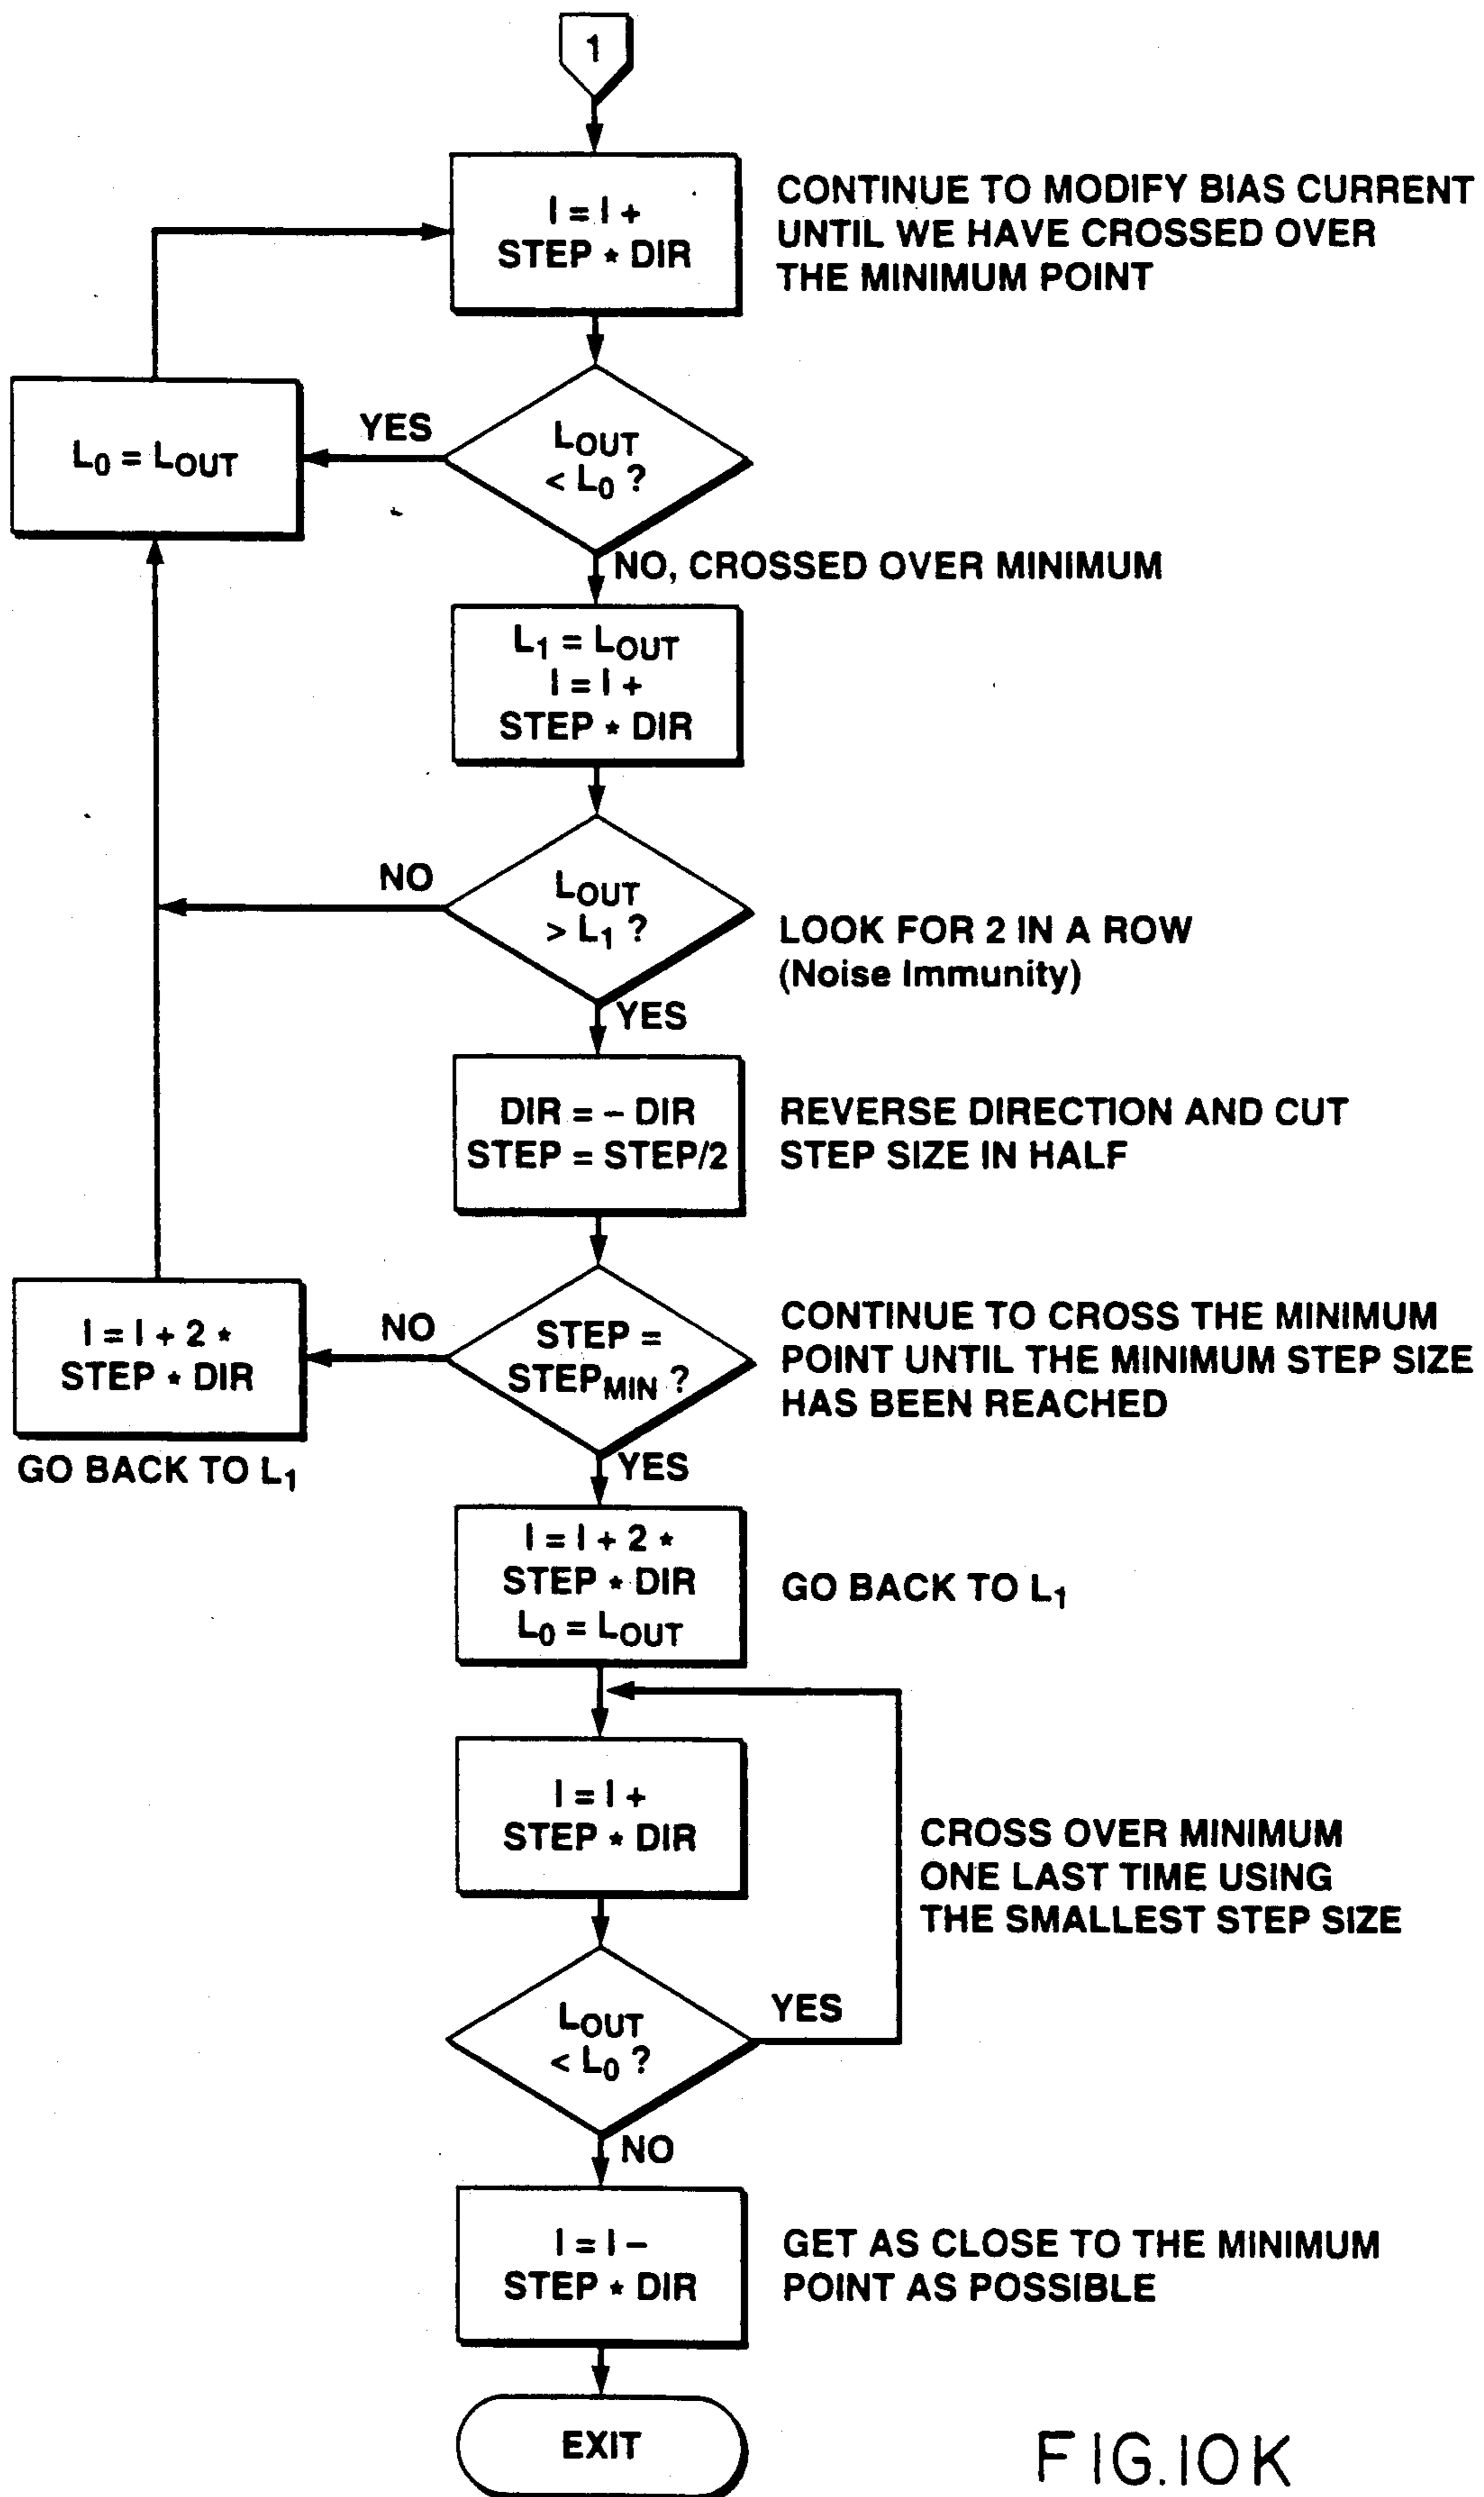 1
I = I +
STEP * DIR
CONTINUE TO MODIFY BIAS CURRENT
UNTIL WE HAVE CROSSED OVER
THE MINIMUM POINT
L0 = LOUT
YES
LOUT
< L0 ?
NO, CROSSED OVER MINIMUM
L1 = LOUT
I = I +
STEP * DIR
NO
LOUT
> L1 ?
LOOK FOR 2 IN A ROW
(Noise Immunity)
YES
DIR = – DIR
STEP = STEP/2
REVERSE DIRECTION AND CUT
STEP SIZE IN HALF
I = I + 2 *
STEP * DIR
GO BACK TO L1
NO
STEP =
STEPMIN ?
CONTINUE TO CROSS THE MINIMUM
POINT UNTIL THE MINIMUM STEP SIZE
HAS BEEN REACHED
YES
I = I + 2 *
STEP * DIR
L0 = LOUT
GO BACK TO L1
I = I +
STEP * DIR
CROSS OVER MINIMUM
ONE LAST TIME USING
THE SMALLEST STEP SIZE
LOUT
< L0 ?
YES
NO
I = I –
STEP * DIR
GET AS CLOSE TO THE MINIMUM
POINT AS POSSIBLE
EXIT
FIG.10K